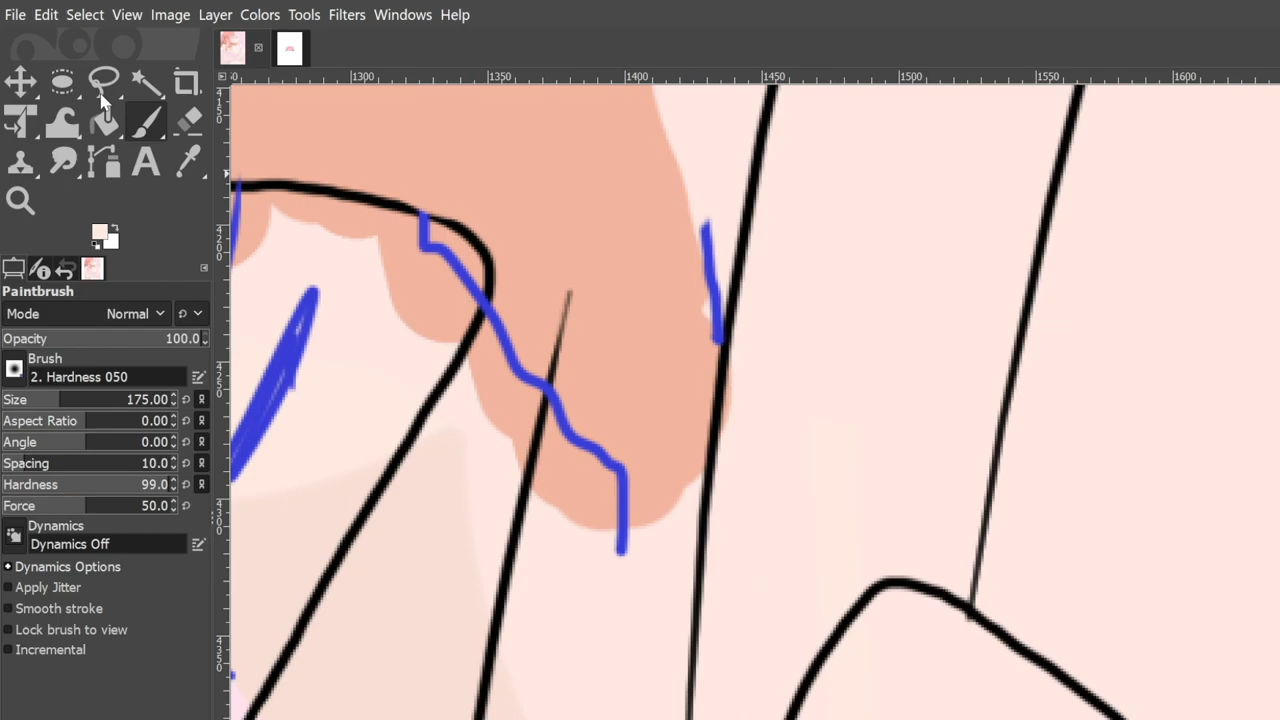 File Edit Select View Image Layer Colors Tools Filters Windows Help
1300 1350 1400 1450 1500 1550 1600
Paintbrush
Mode Normal
Opacity 100.0
Brush
2. Hardness 050
Size 175.00
Aspect Ratio 0.00
Angle 0.00
Spacing 10.0
Hardness 99.0
Force 50.0
Dynamics
Dynamics Off
Dynamics Options
Apply Jitter
Smooth stroke
Lock brush to view
Incremental